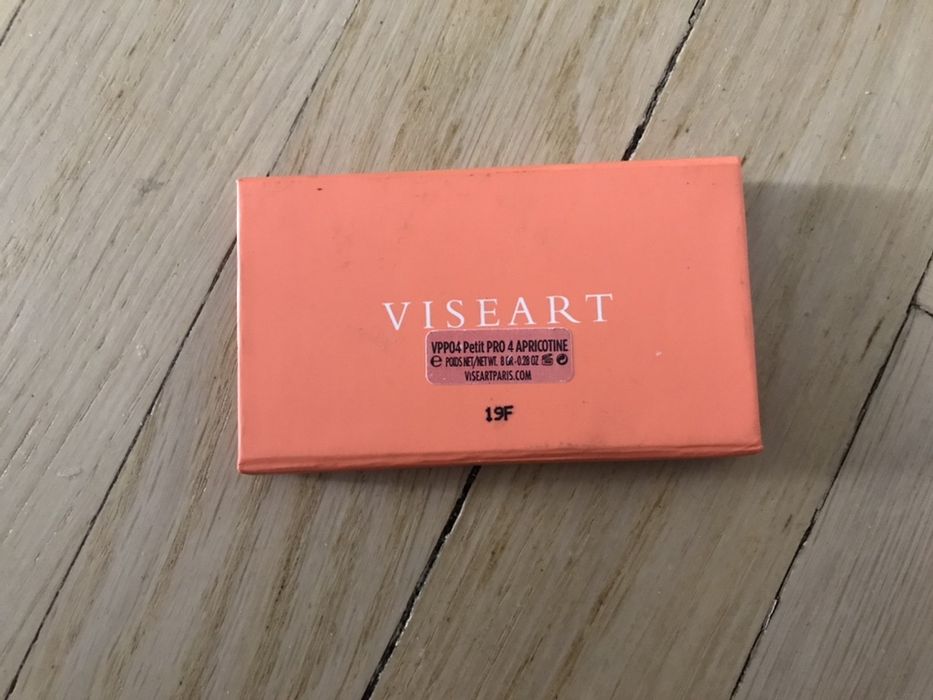 VISEART
VPP04 Petit PRO 4 APRICOTINE
e POIDS NET/NET WT. 8 GR.-0.28 OZ
VISEARTPARIS.COM
19F